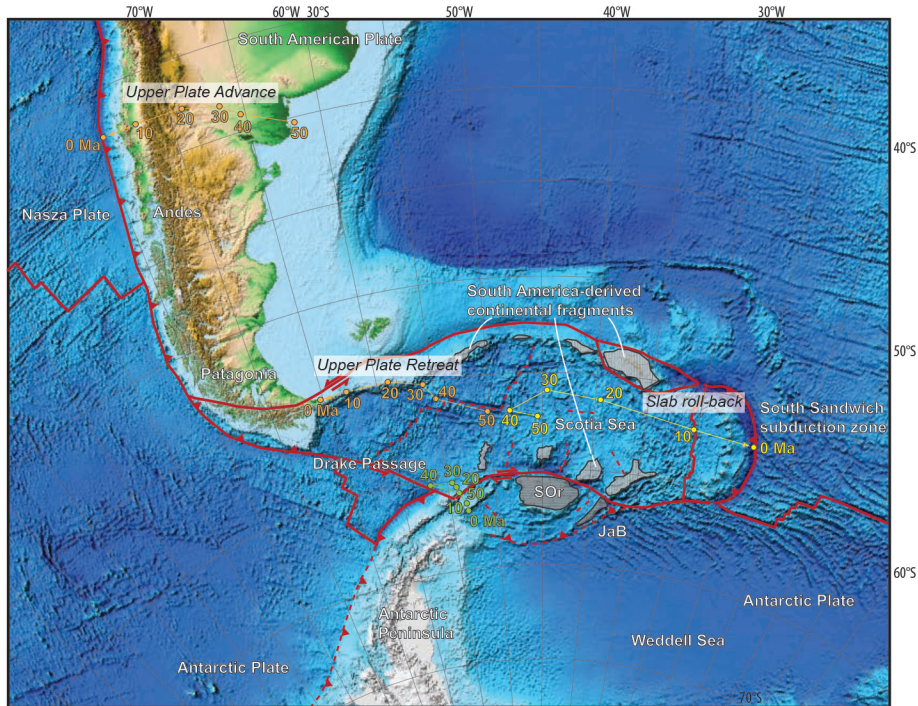 70°W
60°W 30°S
50°W
40°W
30°W
South American Plate
Upper Plate Advance
0 Ma
10
20
30
40
50
40°S
Nasza Plate
Andes
South America-derived
continental fragments
50°S
Patagonia
Upper Plate Retreat
0 Ma
10
20
30
40
50
40
50
30
20
Slab roll-back
10
0 Ma
South Sandwich
subduction zone
Scotia Sea
Drake Passage
40
30
20
50
10
0 Ma
SOr
JaB
60°S
Antarctic
Peninsula
Antarctic Plate
Weddell Sea
Antarctic Plate
70°S